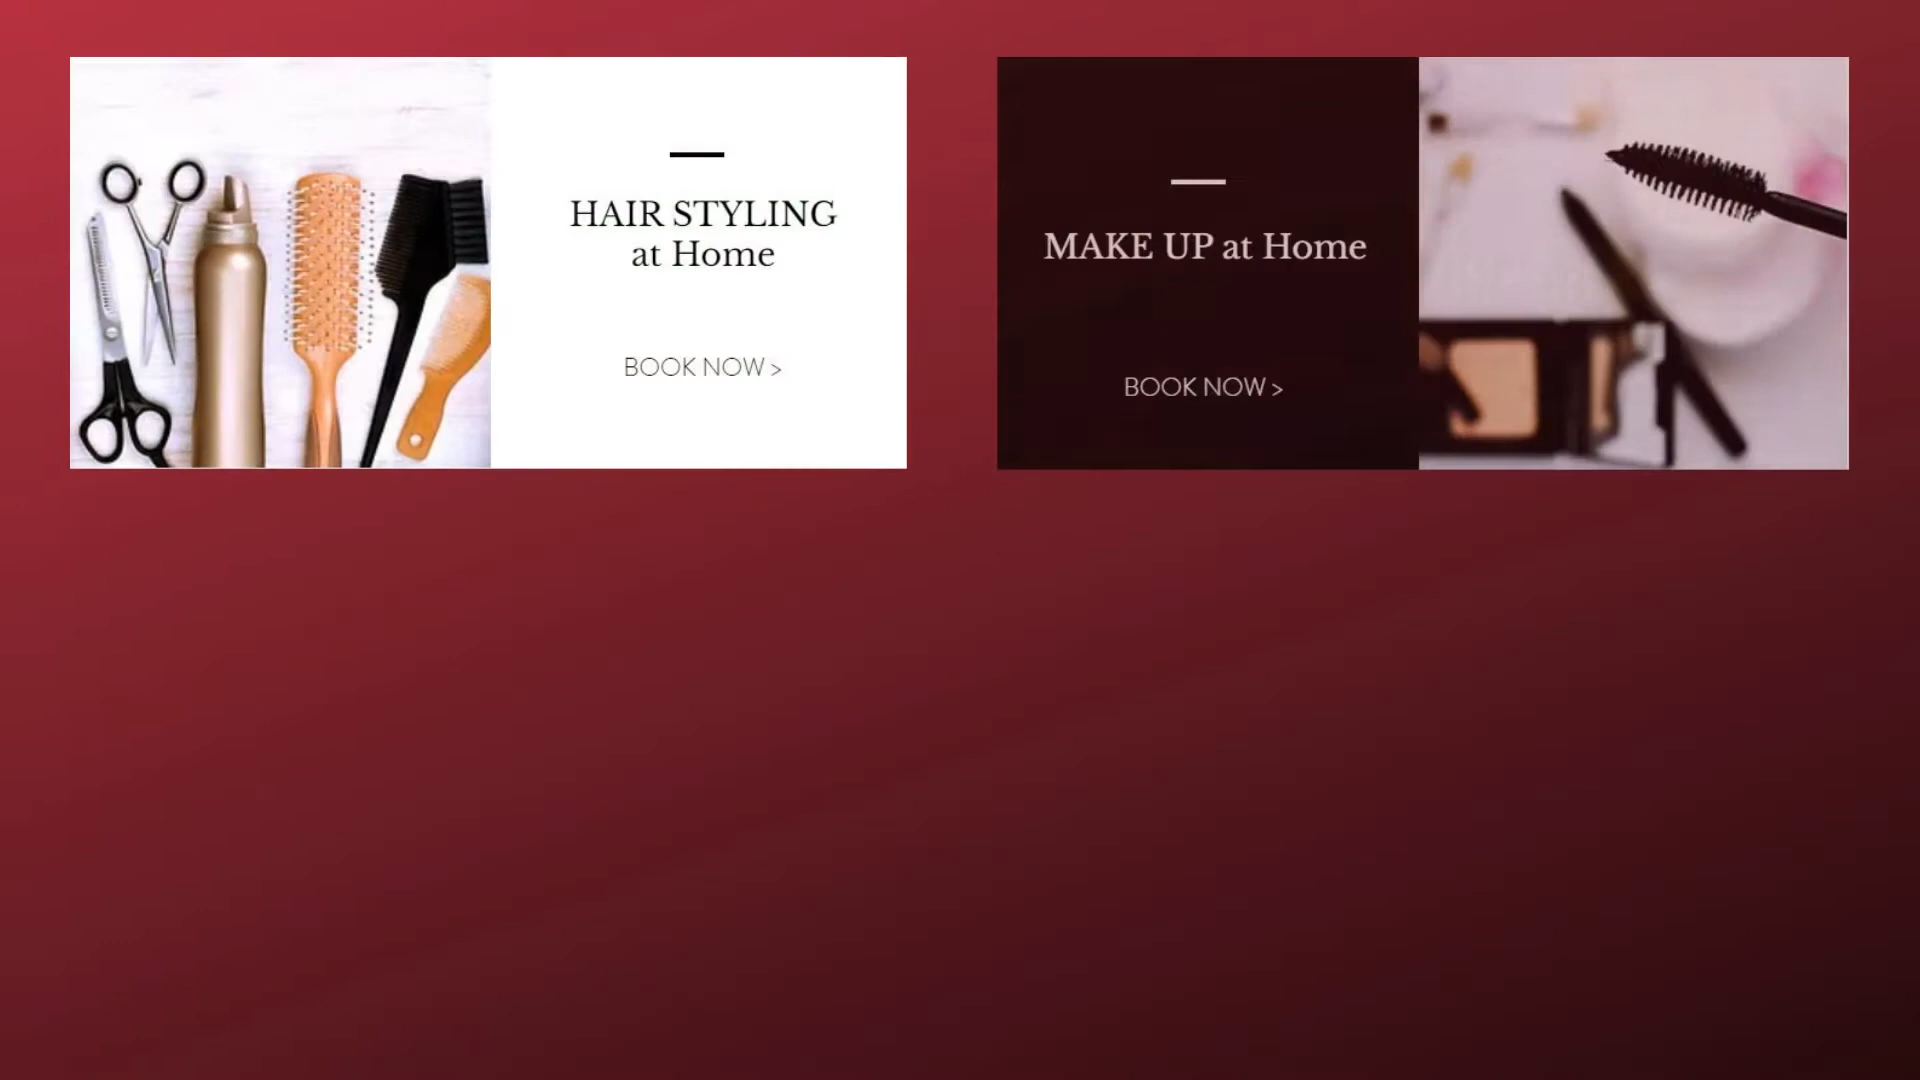 HAIR STYLING
at Home
BOOK NOW >
MAKE UP at Home
BOOK NOW >